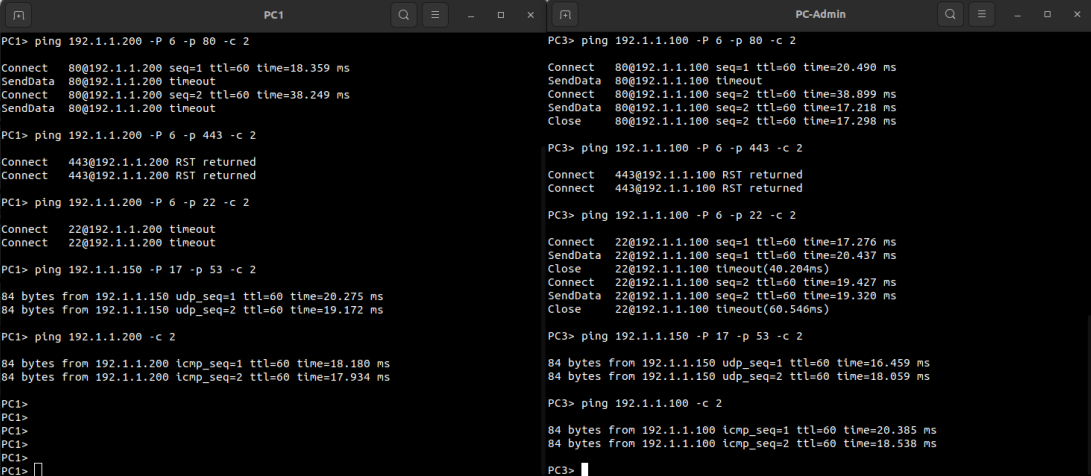 PC1
PC1> ping 192.1.1.200 -P 6 -p 80 -c 2
Connect   80@192.1.1.200 seq=1 ttl=60 time=18.359 ms
SendData  80@192.1.1.200 timeout
Connect   80@192.1.1.200 seq=2 ttl=60 time=38.249 ms
SendData  80@192.1.1.200 timeout
PC1> ping 192.1.1.200 -P 6 -p 443 -c 2
Connect   443@192.1.1.200 RST returned
Connect   443@192.1.1.200 RST returned
PC1> ping 192.1.1.200 -P 6 -p 22 -c 2
Connect   22@192.1.1.200 timeout
Connect   22@192.1.1.200 timeout
PC1> ping 192.1.1.150 -P 17 -p 53 -c 2
84 bytes from 192.1.1.150 udp_seq=1 ttl=60 time=20.275 ms
84 bytes from 192.1.1.150 udp_seq=2 ttl=60 time=19.172 ms
PC1> ping 192.1.1.200 -c 2
84 bytes from 192.1.1.200 icmp_seq=1 ttl=60 time=18.180 ms
84 bytes from 192.1.1.200 icmp_seq=2 ttl=60 time=17.934 ms
PC1>
PC1>
PC1>
PC1>
PC1>
PC1>
PC-Admin
PC3> ping 192.1.1.100 -P 6 -p 80 -c 2
Connect   80@192.1.1.100 seq=1 ttl=60 time=20.490 ms
SendData  80@192.1.1.100 timeout
Connect   80@192.1.1.100 seq=2 ttl=60 time=38.899 ms
SendData  80@192.1.1.100 seq=2 ttl=60 time=17.218 ms
Close     80@192.1.1.100 seq=2 ttl=60 time=17.298 ms
PC3> ping 192.1.1.100 -P 6 -p 443 -c 2
Connect   443@192.1.1.100 RST returned
Connect   443@192.1.1.100 RST returned
PC3> ping 192.1.1.100 -P 6 -p 22 -c 2
Connect   22@192.1.1.100 seq=1 ttl=60 time=17.276 ms
SendData  22@192.1.1.100 seq=1 ttl=60 time=20.437 ms
Close     22@192.1.1.100 timeout(40.204ms)
Connect   22@192.1.1.100 seq=2 ttl=60 time=19.427 ms
SendData  22@192.1.1.100 seq=2 ttl=60 time=19.320 ms
Close     22@192.1.1.100 timeout(60.546ms)
PC3> ping 192.1.1.150 -P 17 -p 53 -c 2
84 bytes from 192.1.1.150 udp_seq=1 ttl=60 time=16.459 ms
84 bytes from 192.1.1.150 udp_seq=2 ttl=60 time=18.059 ms
PC3> ping 192.1.1.100 -c 2
84 bytes from 192.1.1.100 icmp_seq=1 ttl=60 time=20.385 ms
84 bytes from 192.1.1.100 icmp_seq=2 ttl=60 time=18.538 ms
PC3>